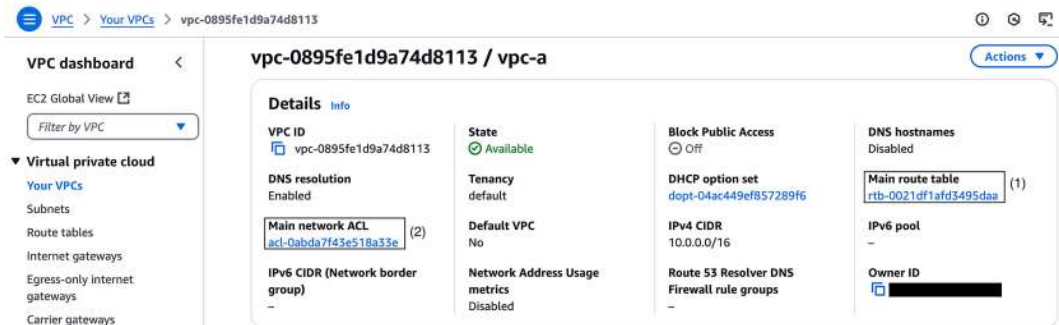 VPC > Your VPCs > vpc-0895fe1d9a74d8113
VPC dashboard <
EC2 Global View
Filter by VPC
Virtual private cloud
Your VPCs
Subnets
Route tables
Internet gateways
Egress-only internet
gateways
Carrier gateways
vpc-0895fe1d9a74d8113 / vpc-a
Actions
Details Info
VPC ID
vpc-0895fe1d9a74d8113
State
Available
Block Public Access
Off
DNS hostnames
Disabled
DNS resolution
Enabled
Tenancy
default
DHCP option set
dopt-04ac449ef857289f6
Main route table
rtb-0021df1afd3495daa
(1)
Main network ACL
acl-0abda7f43e518a33e
(2)
Default VPC
No
IPv4 CIDR
10.0.0.0/16
IPv6 pool
–
IPv6 CIDR (Network border
group)
–
Network Address Usage
metrics
Disabled
Route 53 Resolver DNS
Firewall rule groups
–
Owner ID